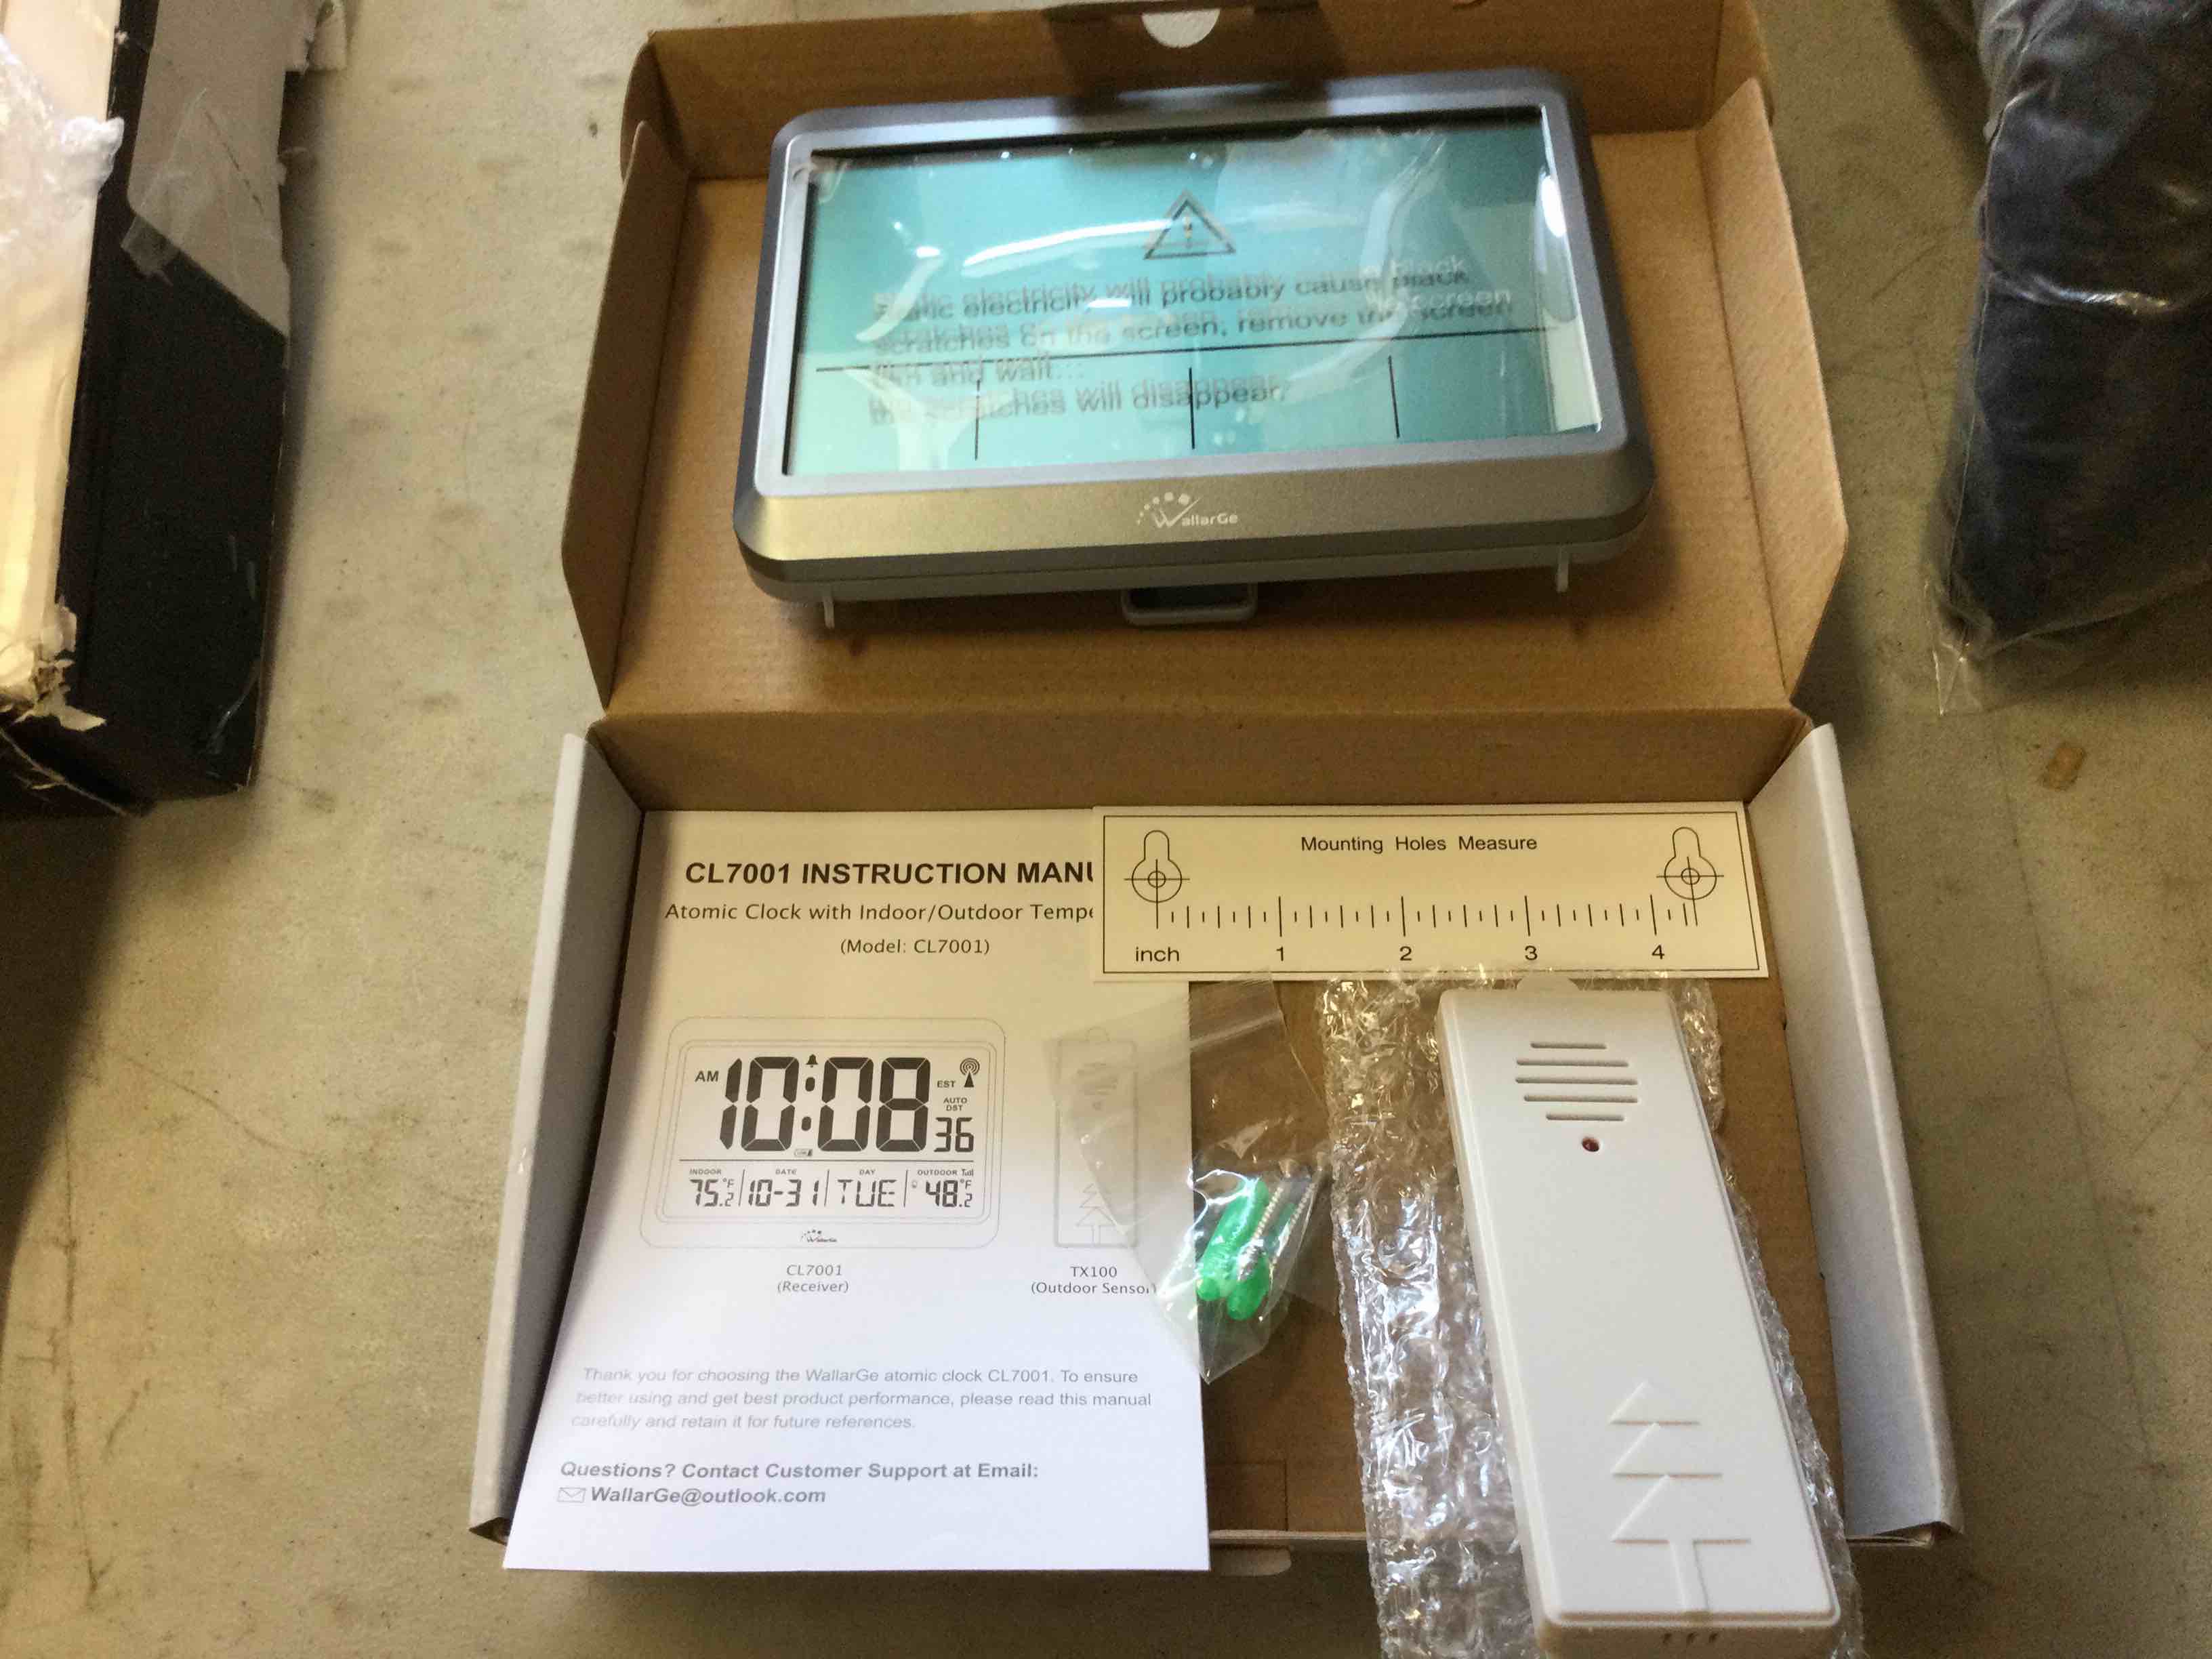 Static electricity will probably cause black
scratches on the screen, remove the screen
and wait...
the scratches will disappear.
WallarGe
CL7001 INSTRUCTION MANU
Atomic Clock with Indoor/Outdoor Tempe
(Model: CL7001)
Mounting Holes Measure
inch 1 2 3 4
AM 10:08 36
EST
AUTO
DST
INDOOR DATE DAY OUTDOOR
75.2°F 10-31 TUE 48.2°F
WallarGe
CL7001
(Receiver)
TX100
(Outdoor Sensor)
Thank you for choosing the WallarGe atomic clock CL7001. To ensure
better using and get best product performance, please read this manual
carefully and retain it for future references.
Questions? Contact Customer Support at Email:
WallarGe@outlook.com